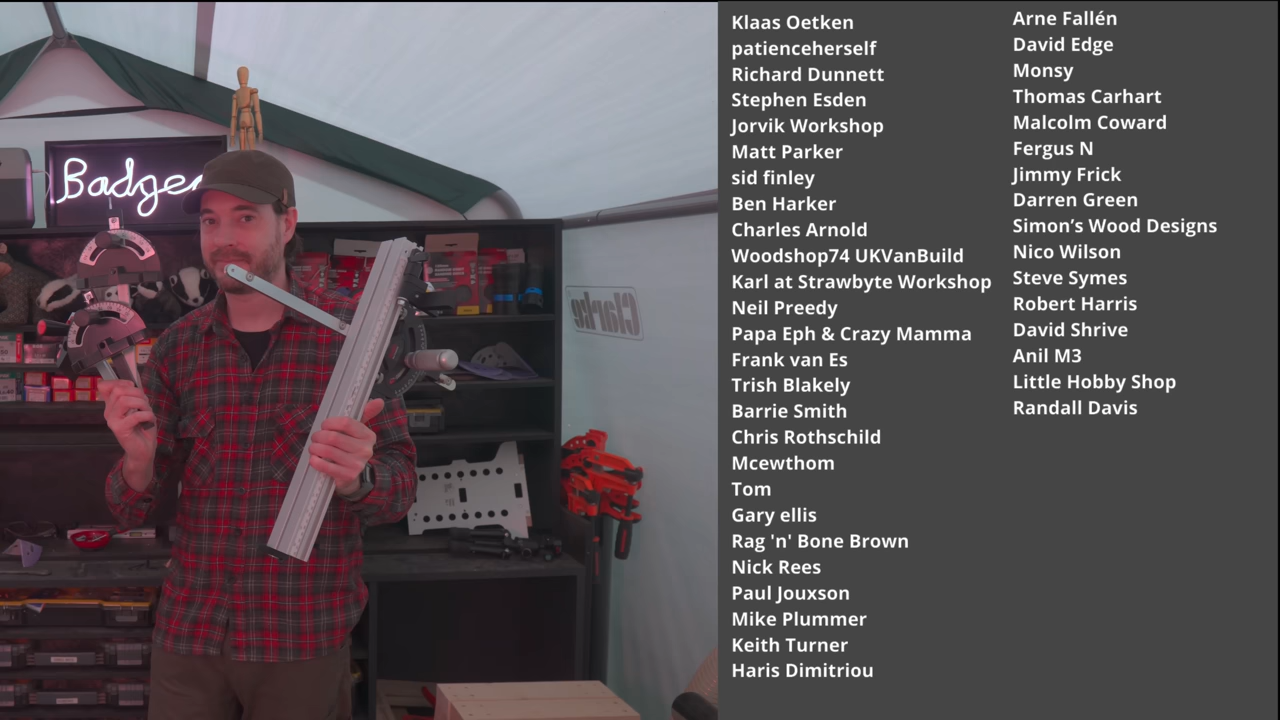 Badge
Clarke
Klaas Oetken
patienceherself
Richard Dunnett
Stephen Esden
Jorvik Workshop
Matt Parker
sid finley
Ben Harker
Charles Arnold
Woodshop74 UKVanBuild
Karl at Strawbyte Workshop
Neil Preedy
Papa Eph & Crazy Mamma
Frank van Es
Trish Blakely
Barrie Smith
Chris Rothschild
Mcewthom
Tom
Gary ellis
Rag 'n' Bone Brown
Nick Rees
Paul Jouxson
Mike Plummer
Keith Turner
Haris Dimitriou
Arne Fallén
David Edge
Monsy
Thomas Carhart
Malcolm Coward
Fergus N
Jimmy Frick
Darren Green
Simon’s Wood Designs
Nico Wilson
Steve Symes
Robert Harris
David Shrive
Anil M3
Little Hobby Shop
Randall Davis